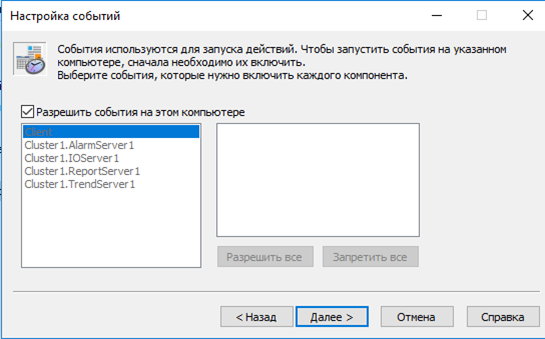 Настройка событий
События используются для запуска действий. Чтобы запустить события на указанном
компьютере, сначала необходимо их включить.
Выберите события, которые нужно включить каждого компонента.
Разрешить события на этом компьютере
Client
Cluster1.AlarmServer1
Cluster1.IOServer1
Cluster1.ReportServer1
Cluster1.TrendServer1
Разрешить все
Запретить все
< Назад
Далее >
Отмена
Справка